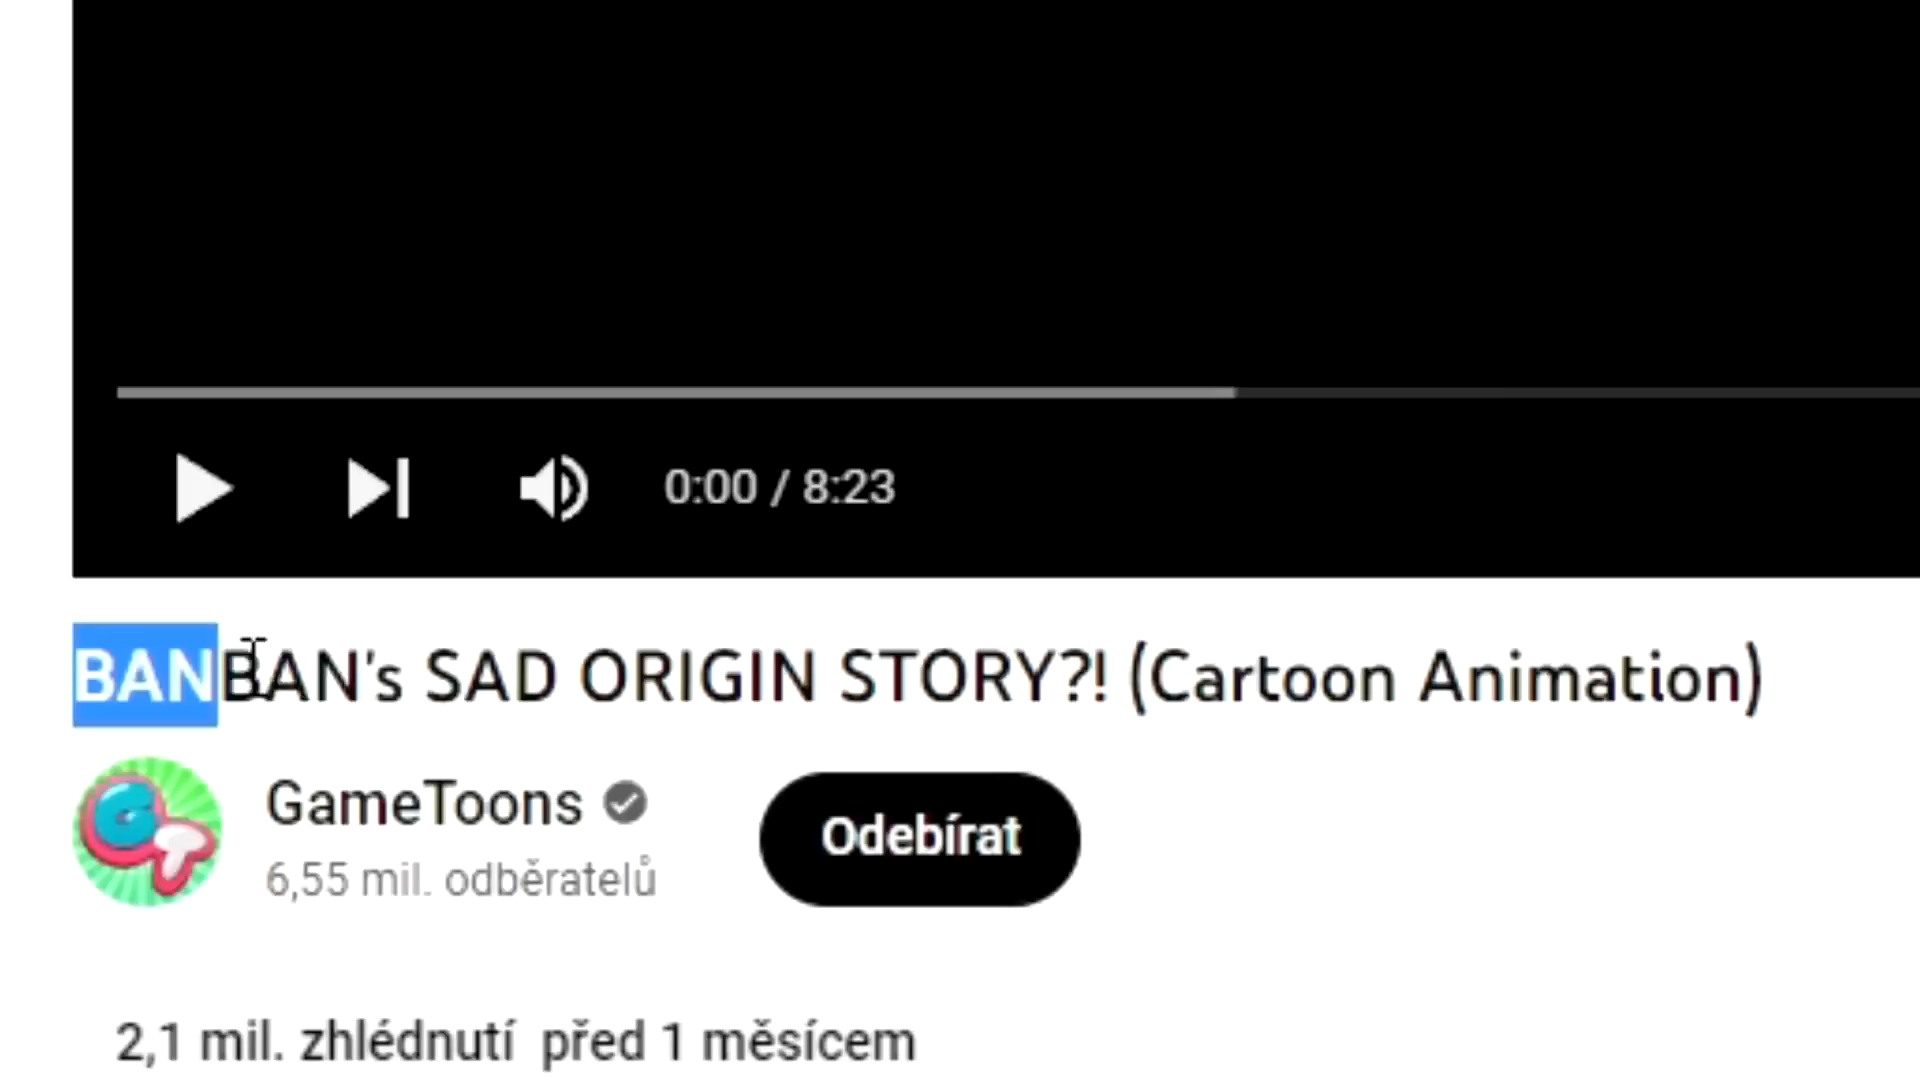 0:00 / 8:23
BANBAN's SAD ORIGIN STORY?! (Cartoon Animation)
GT
GameToons
6,55 mil. odběratelů
Odebírat
2,1 mil. zhlédnutí před 1 měsícem